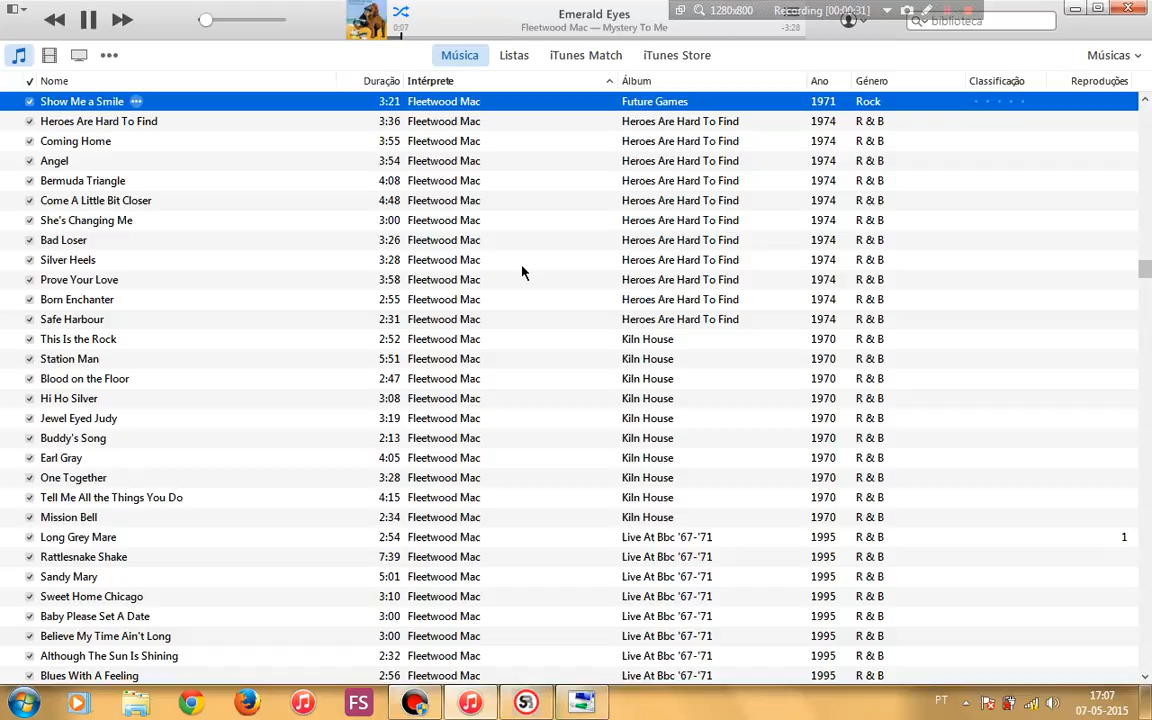 Emerald Eyes
Fleetwood Mac — Mystery To Me
0:07
-3:28
1280x800
Recording [00:00:31]
biblioteca
Música Listas iTunes Match iTunes Store
Músicas
Nome Duração Intérprete Álbum Ano Género Classificação Reproduções
Show Me a Smile 3:21 Fleetwood Mac Future Games 1971 Rock
Heroes Are Hard To Find 3:36 Fleetwood Mac Heroes Are Hard To Find 1974 R & B
Coming Home 3:55 Fleetwood Mac Heroes Are Hard To Find 1974 R & B
Angel 3:54 Fleetwood Mac Heroes Are Hard To Find 1974 R & B
Bermuda Triangle 4:08 Fleetwood Mac Heroes Are Hard To Find 1974 R & B
Come A Little Bit Closer 4:48 Fleetwood Mac Heroes Are Hard To Find 1974 R & B
She's Changing Me 3:00 Fleetwood Mac Heroes Are Hard To Find 1974 R & B
Bad Loser 3:26 Fleetwood Mac Heroes Are Hard To Find 1974 R & B
Silver Heels 3:28 Fleetwood Mac Heroes Are Hard To Find 1974 R & B
Prove Your Love 3:58 Fleetwood Mac Heroes Are Hard To Find 1974 R & B
Born Enchanter 2:55 Fleetwood Mac Heroes Are Hard To Find 1974 R & B
Safe Harbour 2:31 Fleetwood Mac Heroes Are Hard To Find 1974 R & B
This Is the Rock 2:52 Fleetwood Mac Kiln House 1970 R & B
Station Man 5:51 Fleetwood Mac Kiln House 1970 R & B
Blood on the Floor 2:47 Fleetwood Mac Kiln House 1970 R & B
Hi Ho Silver 3:08 Fleetwood Mac Kiln House 1970 R & B
Jewel Eyed Judy 3:19 Fleetwood Mac Kiln House 1970 R & B
Buddy's Song 2:13 Fleetwood Mac Kiln House 1970 R & B
Earl Gray 4:05 Fleetwood Mac Kiln House 1970 R & B
One Together 3:28 Fleetwood Mac Kiln House 1970 R & B
Tell Me All the Things You Do 4:15 Fleetwood Mac Kiln House 1970 R & B
Mission Bell 2:34 Fleetwood Mac Kiln House 1970 R & B
Long Grey Mare 2:54 Fleetwood Mac Live At Bbc '67-'71 1995 R & B 1
Rattlesnake Shake 7:39 Fleetwood Mac Live At Bbc '67-'71 1995 R & B
Sandy Mary 5:01 Fleetwood Mac Live At Bbc '67-'71 1995 R & B
Sweet Home Chicago 3:10 Fleetwood Mac Live At Bbc '67-'71 1995 R & B
Baby Please Set A Date 3:00 Fleetwood Mac Live At Bbc '67-'71 1995 R & B
Believe My Time Ain't Long 3:00 Fleetwood Mac Live At Bbc '67-'71 1995 R & B
Although The Sun Is Shining 2:32 Fleetwood Mac Live At Bbc '67-'71 1995 R & B
Blues With A Feeling 2:56 Fleetwood Mac Live At Bbc '67-'71 1995 R & B
FS
PT
17:07
07-05-2015